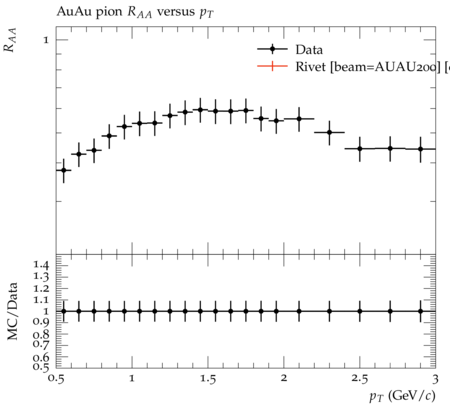 AuAu pion R_AA versus p_T
R_AA
1
Data
Rivet [beam=AUAU200] [
MC/Data
1.4
1.3
1.2
1.1
1
0.9
0.8
0.7
0.6
0.5
0.5 1 1.5 2 2.5 3
p_T (GeV/c)